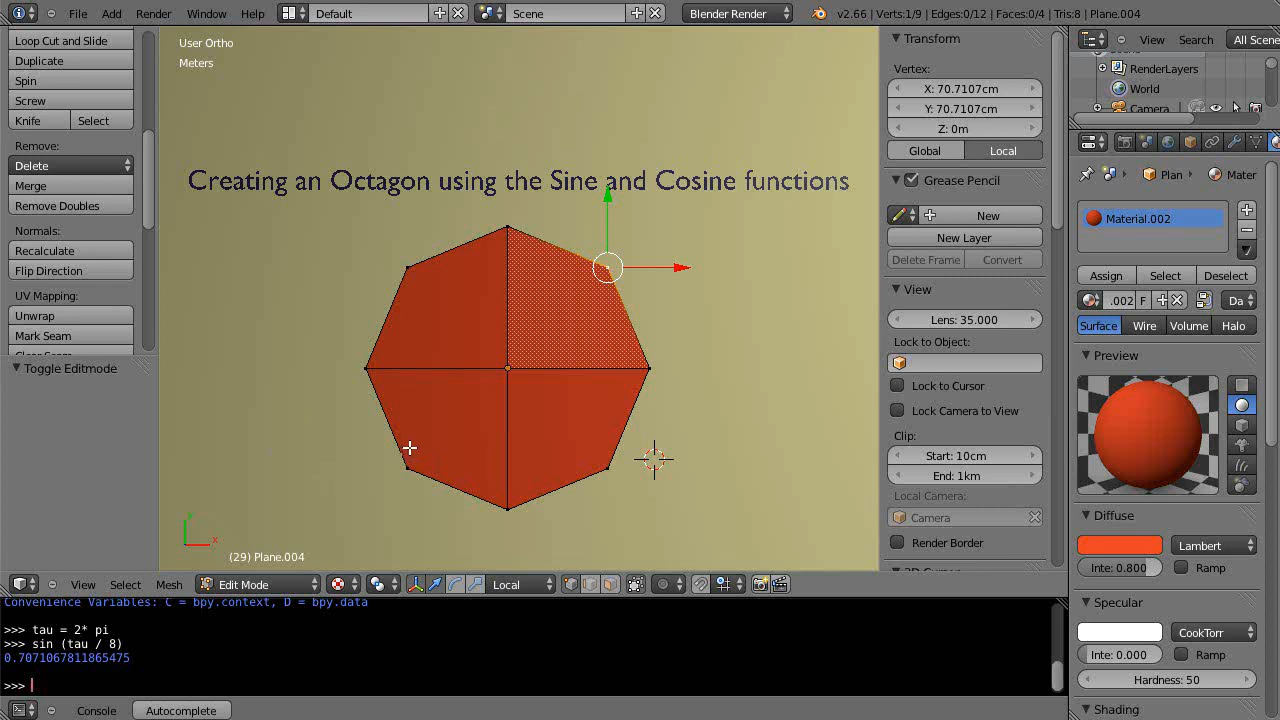 File Add Render Window Help Default Scene Blender Render v2.66 | Verts:1/9 | Edges:0/12 | Faces:0/4 | Tris:8 | Plane.004
Loop Cut and Slide
Duplicate
Spin
Screw
Knife Select
Remove:
Delete
Merge
Remove Doubles
Normals:
Recalculate
Flip Direction
UV Mapping:
Unwrap
Mark Seam
Toggle Editmode
User Ortho
Meters
Creating an Octagon using the Sine and Cosine functions
y
x
(29) Plane.004
Transform
Vertex:
X: 70.7107cm
Y: 70.7107cm
Z: 0m
Global Local
Grease Pencil
New
New Layer
Delete Frame Convert
View
Lens: 35.000
Lock to Object:
Lock to Cursor
Lock Camera to View
Clip:
Start: 10cm
End: 1km
Local Camera:
Camera
Render Border
View Search All Scene
RenderLayers
World
Camera
Plan Mater
Material.002
Assign Select Deselect
.002 F Da
Surface Wire Volume Halo
Preview
Diffuse
Lambert
Inte: 0.800 Ramp
Specular
CookTorr
Inte: 0.000 Ramp
Hardness: 50
Shading
View Select Mesh Edit Mode Local
Convenience Variables: C = bpy.context, D = bpy.data
>>> tau = 2* pi
>>> sin (tau / 8)
0.7071067811865475
>>>
Console Autocomplete